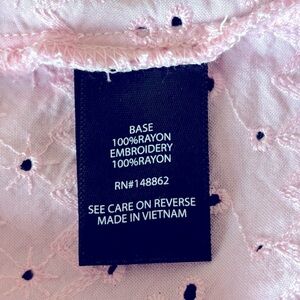 BASE
100%RAYON
EMBROIDERY
100%RAYON
RN#148862
SEE CARE ON REVERSE
MADE IN VIETNAM